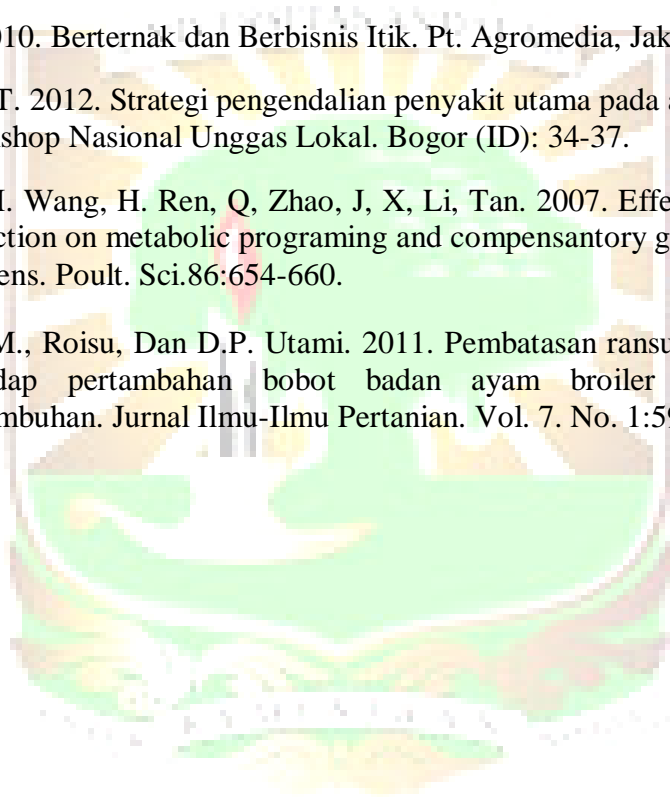 010. Berternak dan Berbisnis Itik. Pt. Agromedia, Jak
T. 2012. Strategi pengendalian penyakit utama pada a
shop Nasional Unggas Lokal. Bogor (ID): 34-37.
I. Wang, H. Ren, Q, Zhao, J, X, Li, Tan. 2007. Effe
ction on metabolic programing and compensantory g
ens. Poult. Sci.86:654-660.
M., Roisu, Dan D.P. Utami. 2011. Pembatasan ransu
dap pertambahan bobot badan ayam broiler
mbuhan. Jurnal Ilmu-Ilmu Pertanian. Vol. 7. No. 1:59